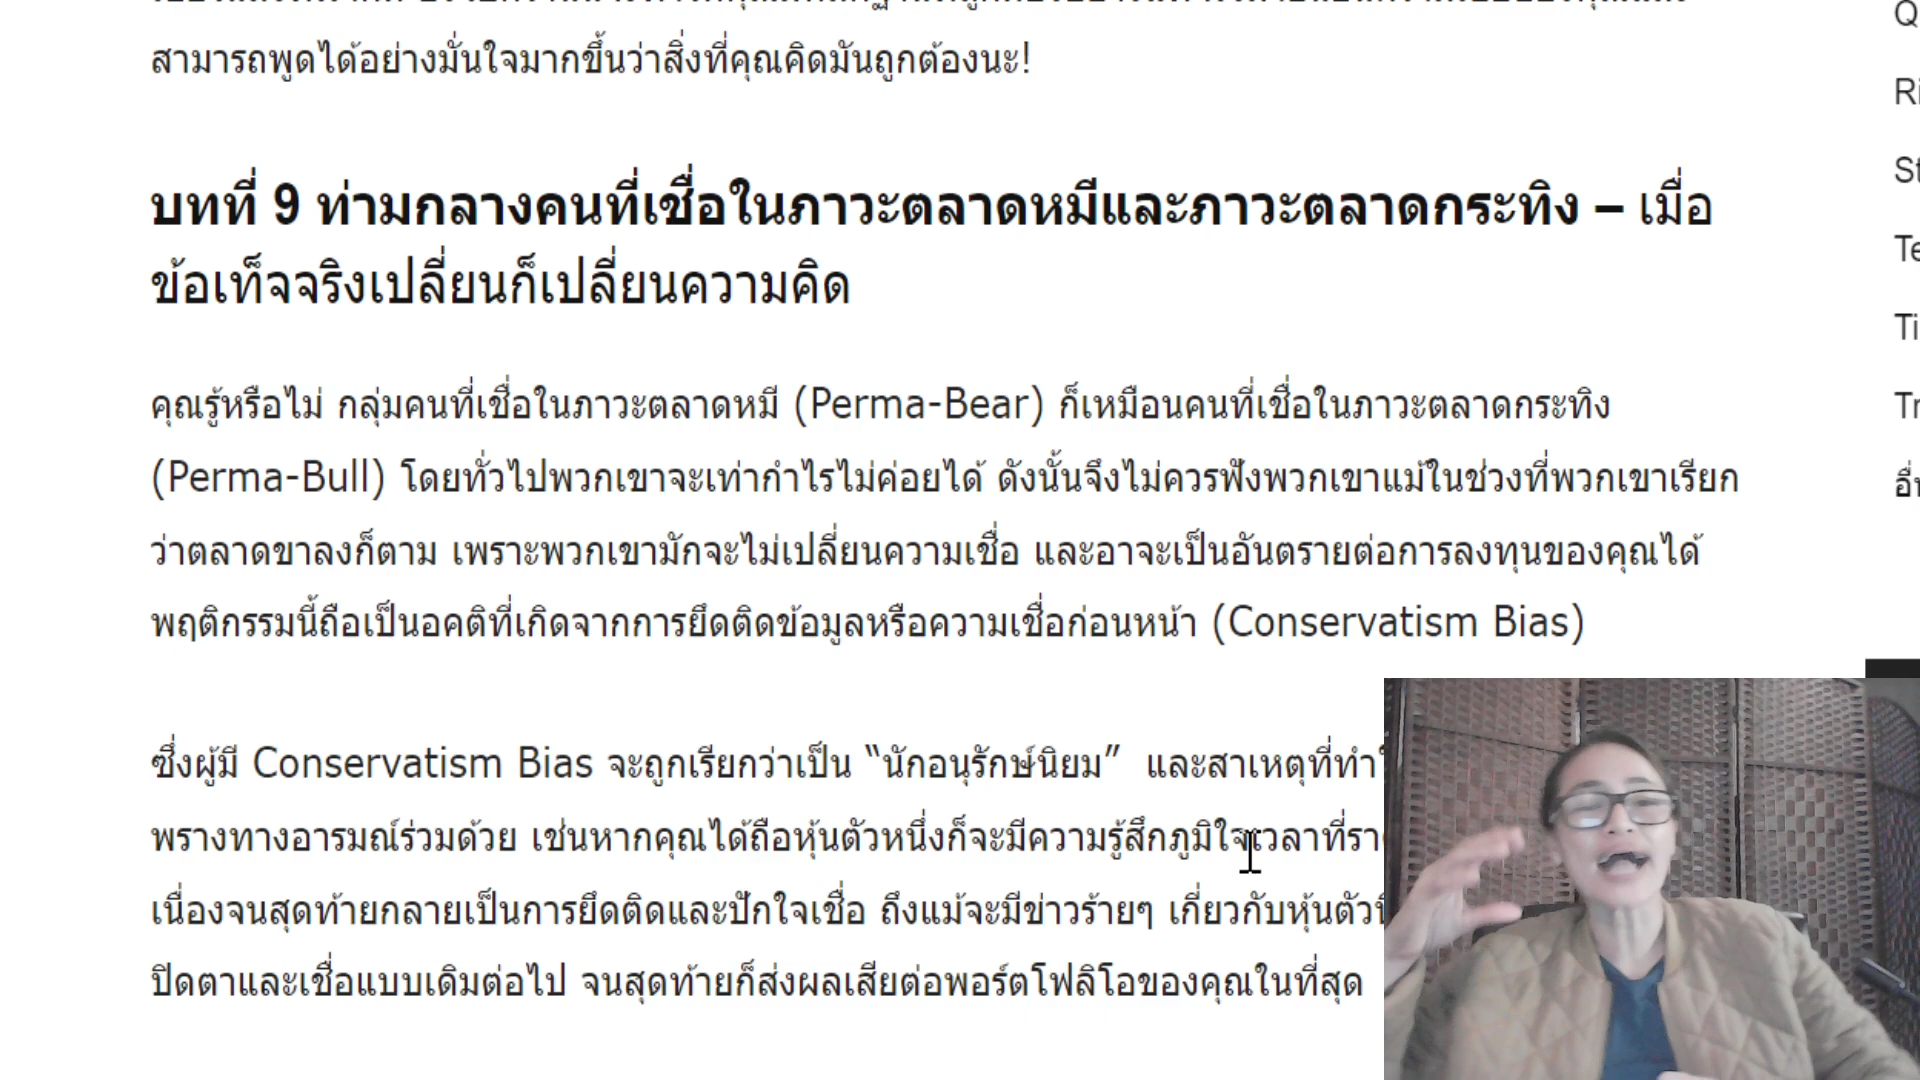 สามารถพูดได้อย่างมั่นใจมากขึ้นว่าสิ่งที่คุณคิดมันถูกต้องนะ!
บทที่ 9 ท่ามกลางคนที่เชื่อในภาวะตลาดหมีและภาวะตลาดกระทิง – เมื่อ
ข้อเท็จจริงเปลี่ยนก็เปลี่ยนความคิด
คุณรู้หรือไม่ กลุ่มคนที่เชื่อในภาวะตลาดหมี (Perma-Bear) ก็เหมือนคนที่เชื่อในภาวะตลาดกระทิง
(Perma-Bull) โดยทั่วไปพวกเขาจะเท่ากำไรไม่ค่อยได้ ดังนั้นจึงไม่ควรฟังพวกเขาแม้ในช่วงที่พวกเขาเรียก
ว่าตลาดขาลงก็ตาม เพราะพวกเขามักจะไม่เปลี่ยนความเชื่อ และอาจจะเป็นอันตรายต่อการลงทุนของคุณได้
พฤติกรรมนี้ถือเป็นอคติที่เกิดจากการยึดติดข้อมูลหรือความเชื่อก่อนหน้า (Conservatism Bias)
ซึ่งผู้มี Conservatism Bias จะถูกเรียกว่าเป็น “นักอนุรักษ์นิยม” และสาเหตุที่ทำ
พรางทางอารมณ์ร่วมด้วย เช่นหากคุณได้ถือหุ้นตัวหนึ่งก็จะมีความรู้สึกภูมิใจเวลาที่
เนื่องจนสุดท้ายกลายเป็นการยึดติดและปักใจเชื่อ ถึงแม้จะมีข่าวร้ายๆ เกี่ยวกับหุ้นตัว
ปิดตาและเชื่อแบบเดิมต่อไป จนสุดท้ายก็ส่งผลเสียต่อพอร์ตโฟลิโอของคุณในที่สุด